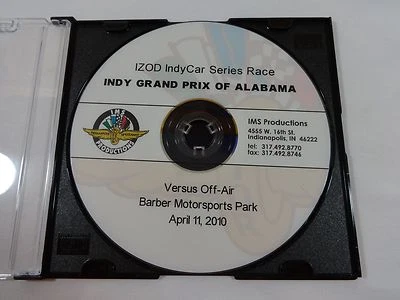 IZOD IndyCar Series Race
INDY GRAND PRIX OF ALABAMA
IMS
PRODUCTIONS
IMS Productions
4555 W. 16th St.
Indianapolis, IN 46222
tel: 317.492.8770
fax: 317.492.8746
Versus Off-Air
Barber Motorsports Park
April 11, 2010